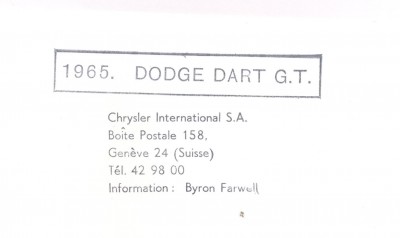 1965. DODGE DART G.T.
Chrysler International S.A.
Boîte Postale 158,
Genève 24 (Suisse)
Tél. 42 98 00
Information : Byron Farwell